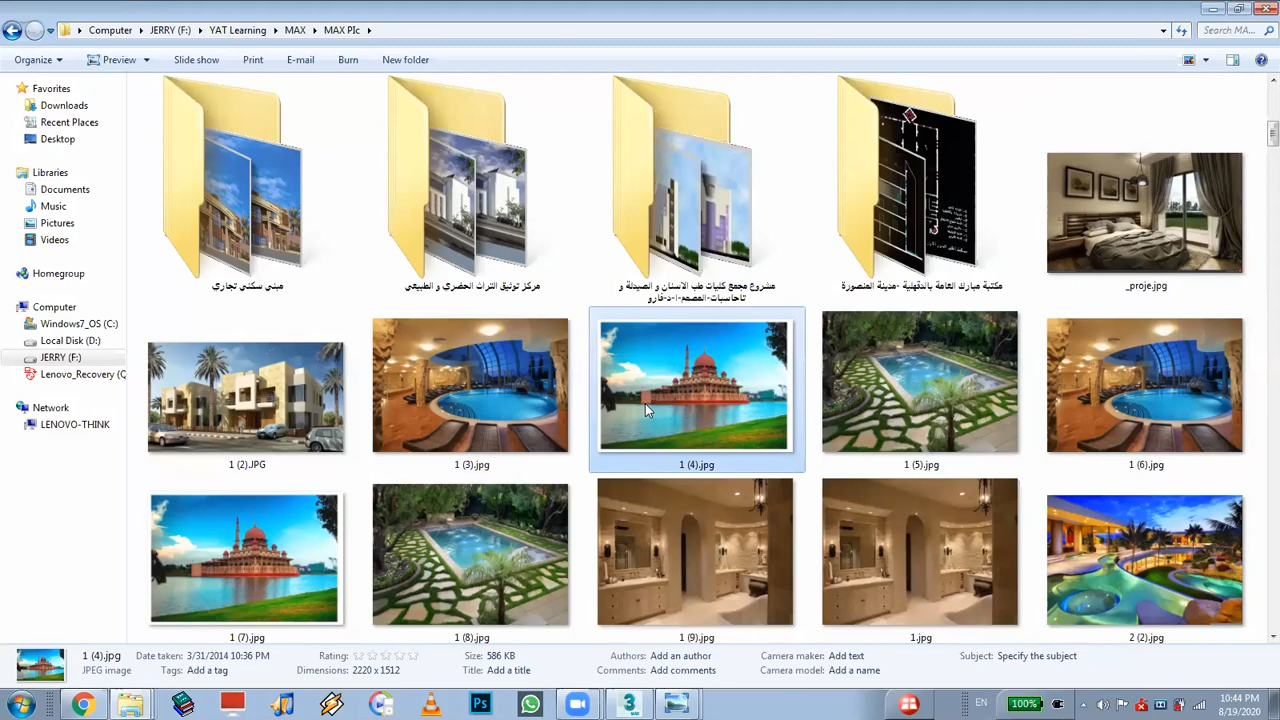 Computer
JERRY (F:)
YAT Learning
MAX
MAX PIc
Search MA...
Organize
Preview
Slide show
Print
E-mail
Burn
New folder
Favorites
Downloads
Recent Places
Desktop
Libraries
Documents
Music
Pictures
Videos
Homegroup
Computer
Windows7_OS (C:)
Local Disk (D:)
JERRY (F:)
Lenovo_Recovery (Q
Network
LENOVO-THINK
مبني سكني تجاري
مركز توثيق التراث الحضري و الطبيعي
مشروع مجمع كليات طب الاسنان و الصيدلة و
تاحاسبات-المصمم-ا-د-فارو
مكتبة مبارك العامة بالدقهلية -مدينة المنصورة
_proje.jpg
1 (2).JPG
1 (3).jpg
1 (4).jpg
1 (5).jpg
1 (6).jpg
1 (7).jpg
1 (8).jpg
1 (9).jpg
1.jpg
2 (2).jpg
1 (4).jpg
JPEG image
Date taken: 3/31/2014 10:36 PM
Tags: Add a tag
Rating:
Dimensions: 2220 x 1512
Size: 586 KB
Title: Add a title
Authors: Add an author
Comments: Add comments
Camera maker: Add text
Camera model: Add a name
Subject: Specify the subject
Ps
3
EN
100%
10:44 PM
8/19/2020